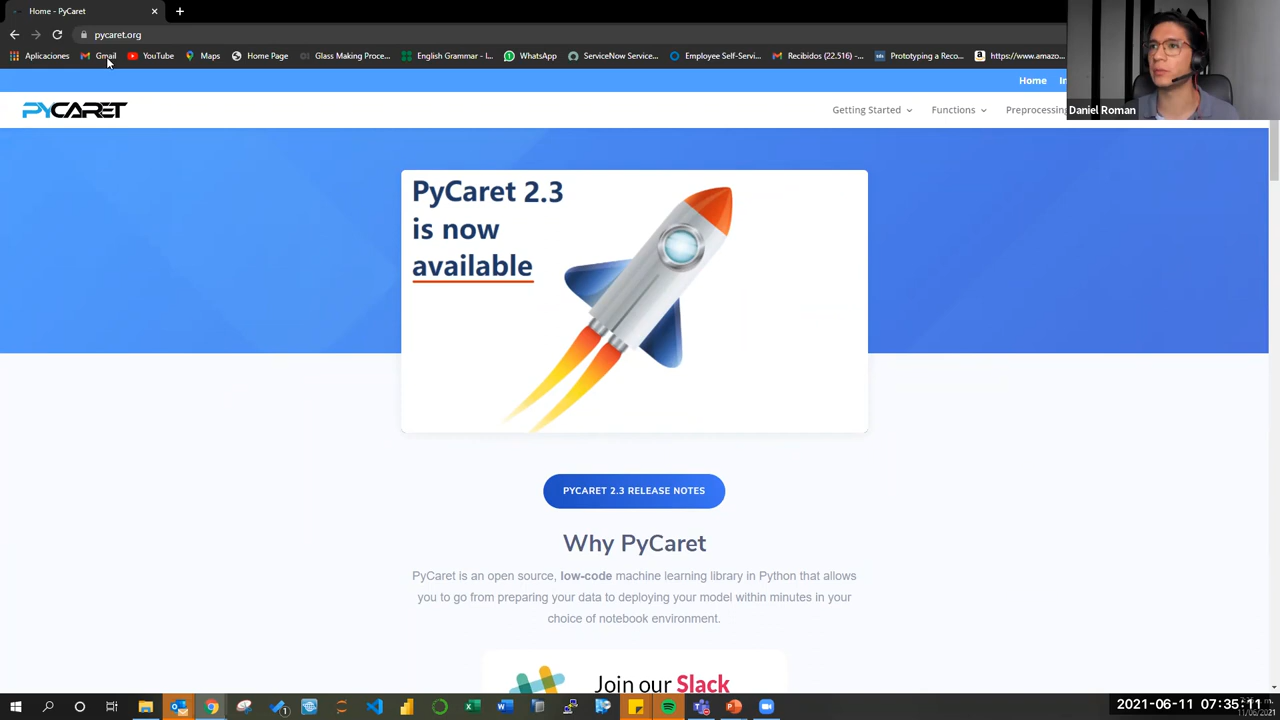 Home - PyCaret
pycaret.org
Aplicaciones Gmail YouTube Maps Home Page Glass Making Proce... English Grammar – l... WhatsApp ServiceNow Service... Employee Self-Servi... Recibidos (22.516) -... Prototyping a Reco... https://www.amazo...
Home
Daniel Roman
PYCARET
Getting Started Functions Preprocessing
PyCaret 2.3
is now
available
PYCARET 2.3 RELEASE NOTES
Why PyCaret
PyCaret is an open source, low-code machine learning library in Python that allows
you to go from preparing your data to deploying your model within minutes in your
choice of notebook environment.
Join our Slack
2021-06-11 07:35:11